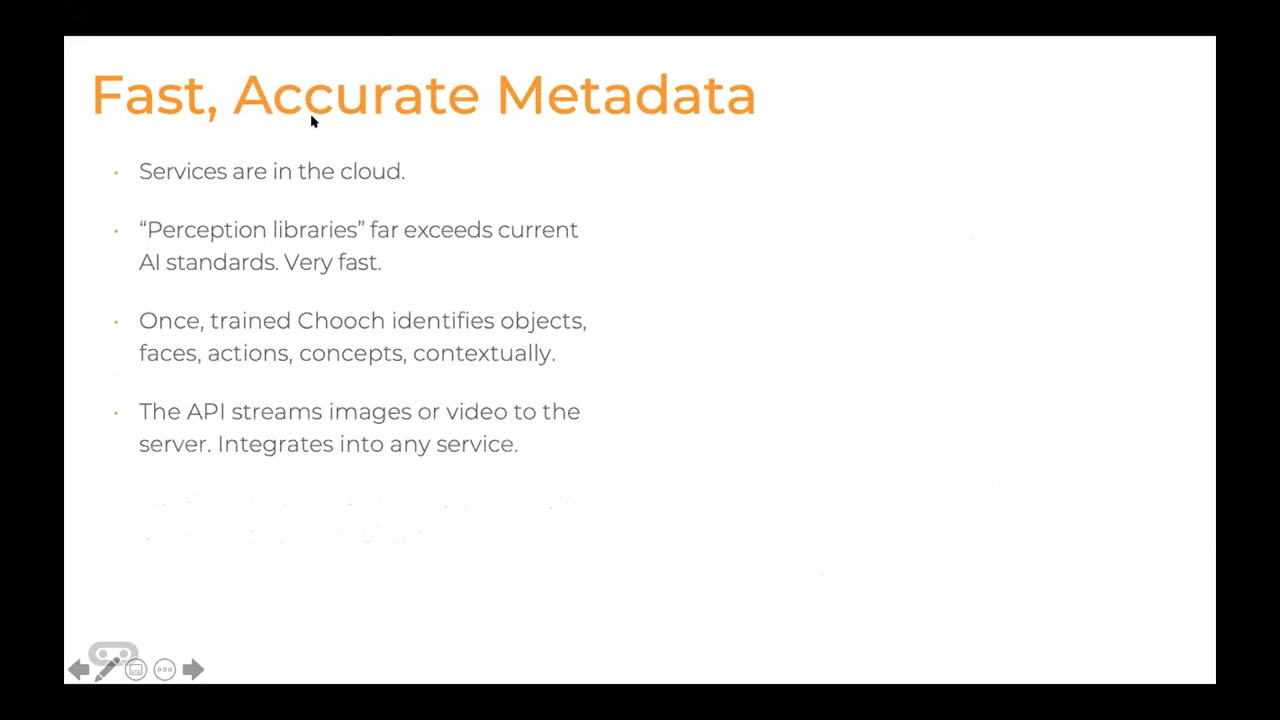 Fast, Accurate Metadata
• Services are in the cloud.
• “Perception libraries” far exceeds current
AI standards. Very fast.
• Once, trained Chooch identifies objects,
faces, actions, concepts, contextually.
• The API streams images or video to the
server. Integrates into any service.